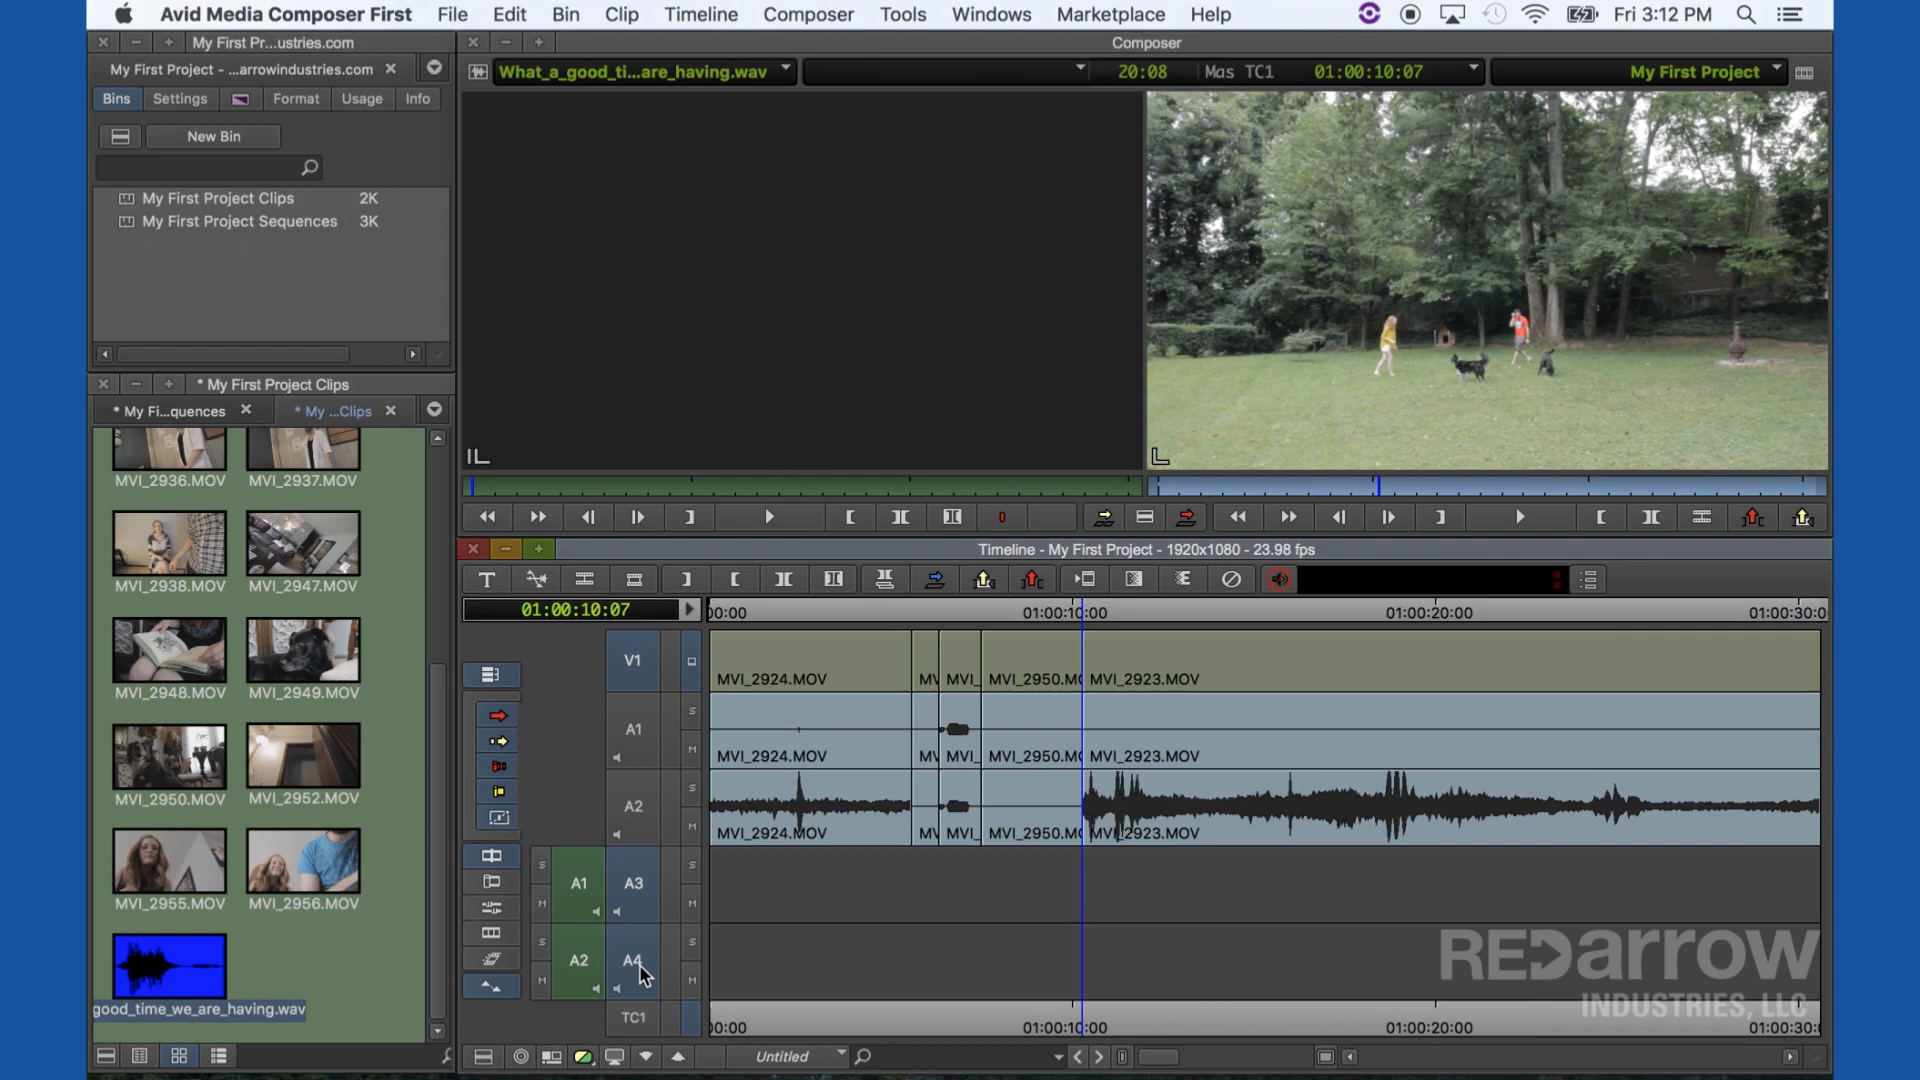 Avid Media Composer First File Edit Bin Clip Timeline Composer Tools Windows Marketplace Help Fri 3:12 PM
My First Pr...ustries.com
Composer
My First Project - ...arrowindustries.com
What_a_good_ti...are_having.wav
20:08
Mas TC1
01:00:10:07
My First Project
Bins Settings Format Usage Info
New Bin
My First Project Clips 2K
My First Project Sequences 3K
* My First Project Clips
* My Fi...quences
* My ...Clips
MVI_2936.MOV MVI_2937.MOV
MVI_2938.MOV MVI_2947.MOV
MVI_2948.MOV MVI_2949.MOV
MVI_2950.MOV MVI_2952.MOV
MVI_2955.MOV MVI_2956.MOV
good_time_we_are_having.wav
Timeline - My First Project - 1920x1080 - 23.98 fps
01:00:10:07
00:00 01:00:10:00 01:00:20:00 01:00:30:0
V1
MVI_2924.MOV MV MVI_ MVI_2950.M MVI_2923.MOV
A1
S
M
MVI_2924.MOV MV MVI_ MVI_2950.M MVI_2923.MOV
A2
S
M
MVI_2924.MOV MV MVI_ MVI_2950.M MVI_2923.MOV
S A1 A3 S
M M
S A2 A4 S
M M
REDarrow
INDUSTRIES, LLC
TC1
00:00 01:00:10:00 01:00:20:00 01:00:30:0
Untitled